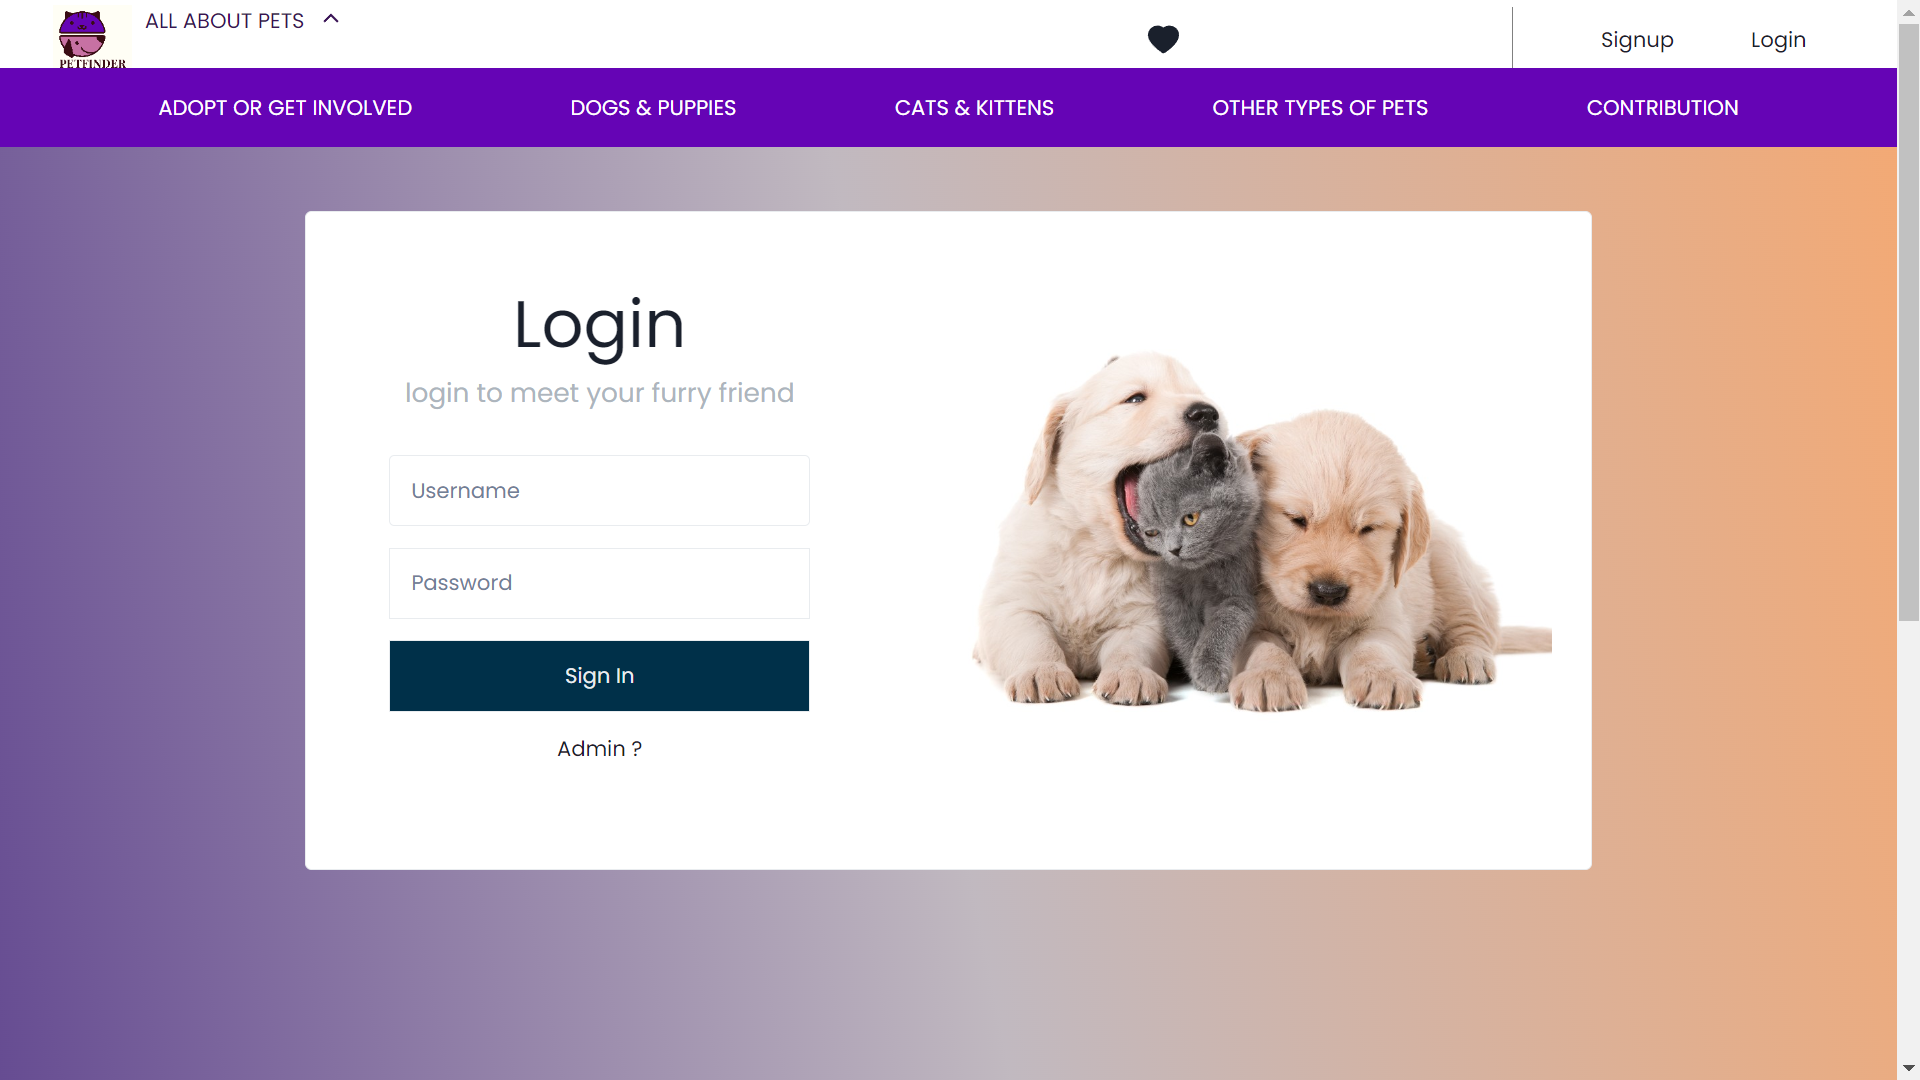 PETFINDER
ALL ABOUT PETS
Signup
Login
ADOPT OR GET INVOLVED
DOGS & PUPPIES
CATS & KITTENS
OTHER TYPES OF PETS
CONTRIBUTION
Login
login to meet your furry friend
Username
Password
Sign In
Admin ?